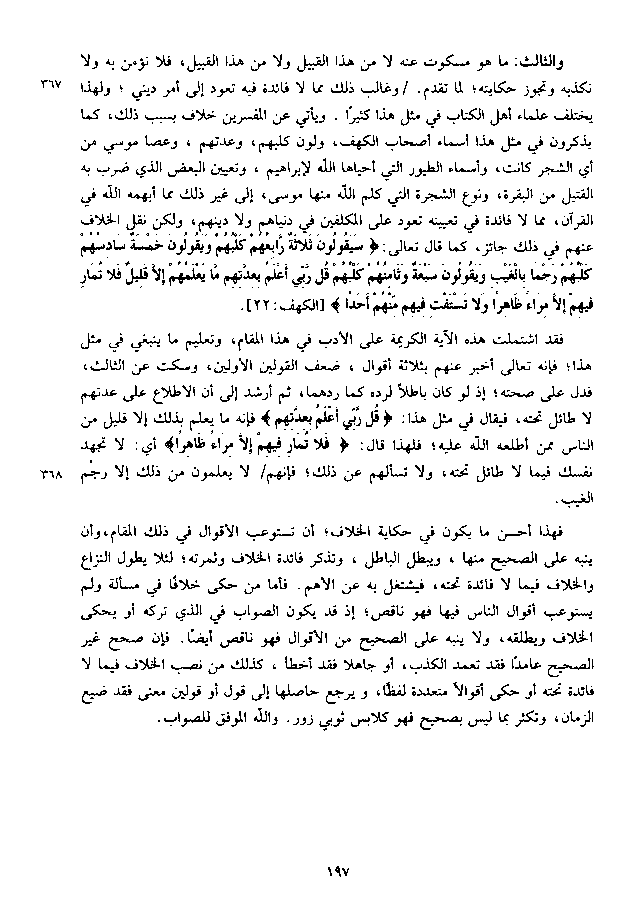 والثالث: ما هو مسكوت عنه لا من هذا القبيل ولا من هذا القبيل، فلا نؤمن به ولا
نكذبه وتجوز حكايته؛ لما تقدم. /وغالب ذلك مما لا فائدة فيه تعود إلى أمر ديني ؛ ولهذا ٣٦٧
يختلف علماء أهل الكتاب في مثل هذا كثيرًا . ويأتي عن المفسرين خلاف بسبب ذلك، كما
يذكرون في مثل هذا أسماء أصحاب الكهف، ولون كلبهم، وعدتهم ، وعصا موسى من
أي الشجر كانت، وأسماء الطيور التي أحياها الله لإبراهيم ، وتعيين البعض الذي ضرب به
القتيل من البقرة، ونوع الشجرة التي كلم الله منها موسى، إلى غير ذلك مما أبهمه الله في
القرآن، مما لا فائدة في تعيينه تعود على المكلفين في دنياهم ولا دينهم، ولكن نقل الخلاف
عنهم في ذلك جائز، كما قال تعالى: ﴿ سَيَقُولُونَ ثَلاثَةٌ رَّابِعُهُمْ كَلْبُهُمْ وَيَقُولُونَ خَمْسَةٌ سَادِسُهُمْ
كَلْبُهُمْ رَجْمًا بِالْغَيْبِ وَيَقُولُونَ سَبْعَةٌ وَثَامِنُهُمْ كَلْبُهُمْ قُل رَّبِّي أَعْلَمُ بِعِدَّتِهِم مَّا يَعْلَمُهُمْ إِلاَّ قَلِيلٌ فَلا تُمَارِ
فِيهِمْ إِلاَّ مِرَاءً ظَاهِرًا وَلا تَسْتَفْتِ فِيهِم مِّنْهُمْ أَحَدًا ﴾ [الكهف: ٢٢].
فقد اشتملت هذه الآية الكريمة على الأدب في هذا المقام، وتعليم ما ينبغي في مثل
هذا؛ فإنه تعالى أخبر عنهم بثلاثة أقوال ، ضعف القولين الأولين، وسكت عن الثالث،
فدل على صحته؛ إذ لو كان باطلًا لرده كما ردهما، ثم أرشد إلى أن الاطلاع على عدتهم
لا طائل تحته، فيقال في مثل هذا: ﴿ قُل رَّبِّي أَعْلَمُ بِعِدَّتِهِم ﴾ فإنه ما يعلم بذلك إلا قليل من
الناس ممن أطلعه الله عليه؛ فلهذا قال: ﴿ فَلا تُمَارِ فِيهِمْ إِلاَّ مِرَاءً ظَاهِرًا﴾ أي: لا تجهد
نفسك فيما لا طائل تحته، ولا تسألهم عن ذلك؛ فإنهم/ لا يعلمون من ذلك إلا رجْم ٣٦٨
الغيب.
فهذا أحسن ما يكون في حكاية الخلاف؛ أن تستوعب الأقوال في ذلك المقام،وأن
ينبه على الصحيح منها ، ويبطل الباطل ، وتذكر فائدة الخلاف وثمرته؛ لئلا يطول النزاع
والخلاف فيما لا فائدة تحته، فيشتغل به عن الأهم. فأما من حكى خلافًا في مسألة ولم
يستوعب أقوال الناس فيها فهو ناقص؛ إذ قد يكون الصواب في الذي تركه أو يحكى
الخلاف ويطلقه، ولا ينبه على الصحيح من الأقوال فهو ناقص أيضًا. فإن صحح غير
الصحيح عامدًا فقد تعمد الكذب، أو جاهلا فقد أخطأ ، كذلك من نصب الخلاف فيما لا
فائدة تحته أو حكى أقوالًا متعددة لفظًا، و يرجع حاصلها إلى قول أو قولين معنى فقد ضيع
الزمان، وتكثر بما ليس بصحيح فهو كلابس ثوبي زور. والله الموفق للصواب.
١٩٧